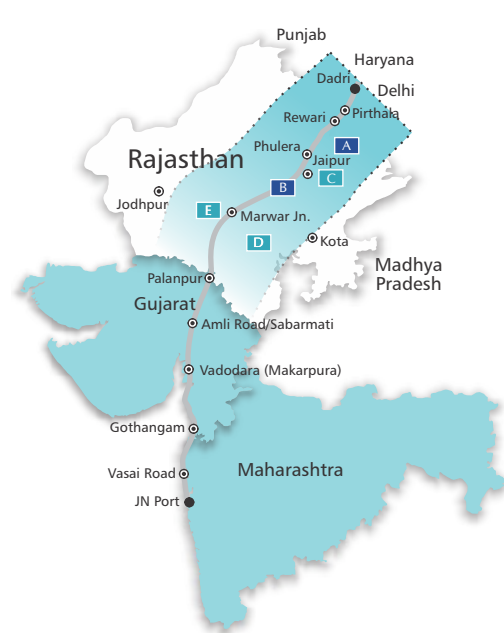 Punjab
Haryana
Dadri
Delhi
Pirthala
Rewari
A
Phulera
Rajasthan
Jaipur
C
B
Jodhpur
E
Marwar Jn.
D
Kota
Madhya
Pradesh
Palanpur
Gujarat
Amli Road/Sabarmati
Vadodara (Makarpura)
Gothangam
Vasai Road
Maharashtra
JN Port